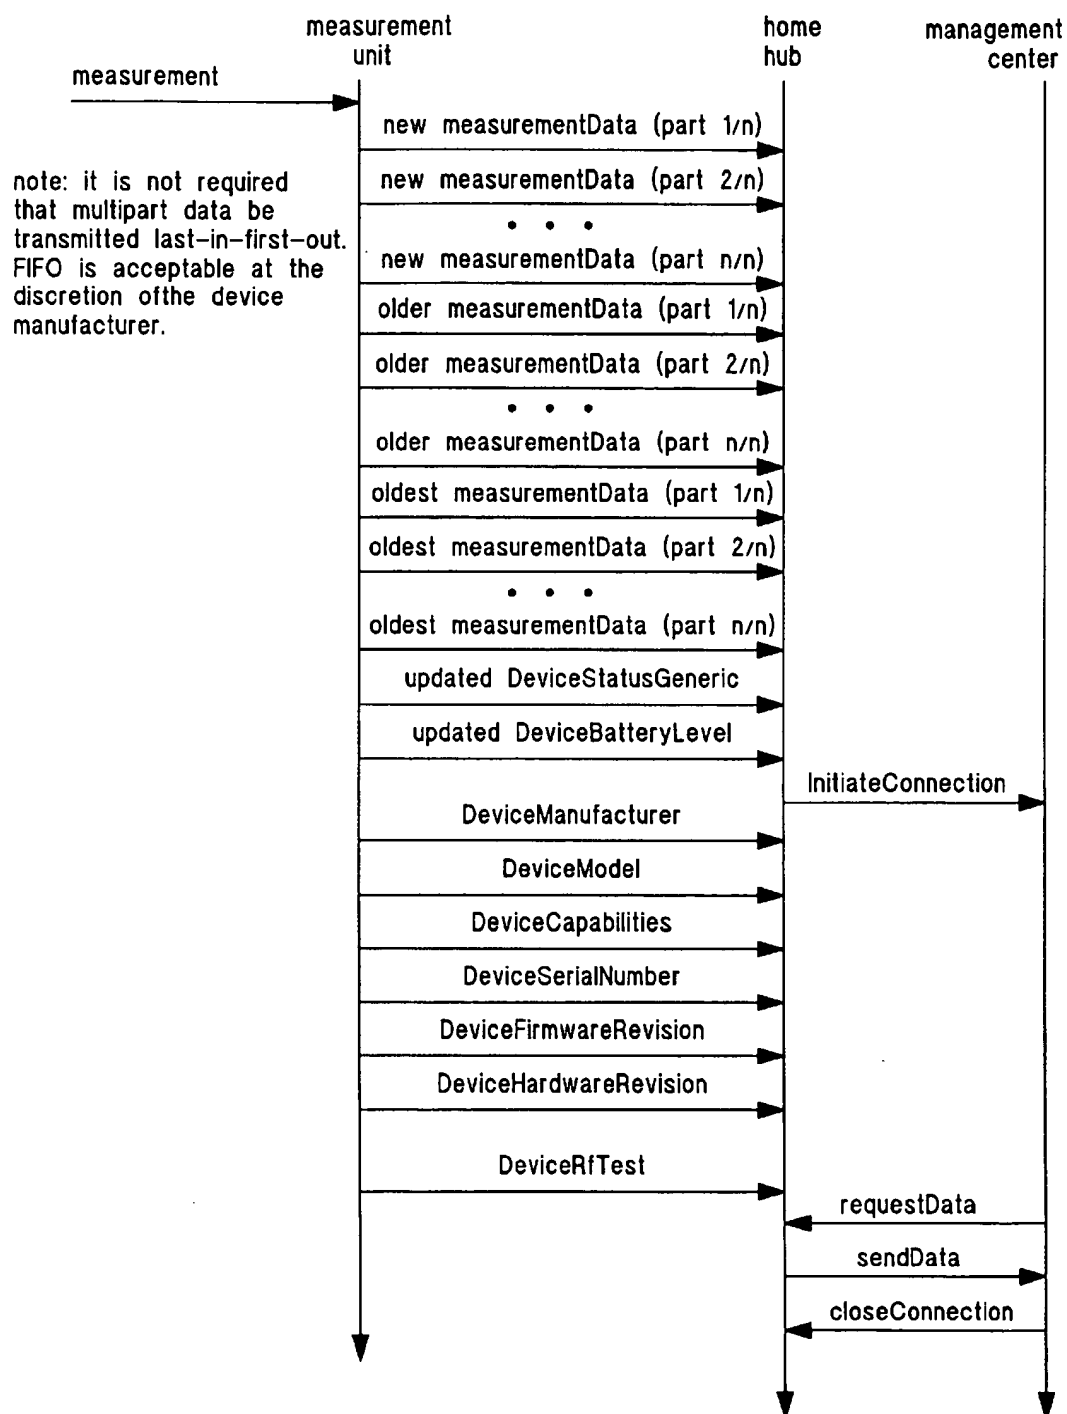 measurement
unit
home
hub
management
center
measurement
new measurementData (part 1/n)
note: it is not required
that multipart data be
transmitted last-in-first-out.
FIFO is acceptable at the
discretion ofthe device
manufacturer.
new measurementData (part 2/n)
• • •
new measurementData (part n/n)
older measurementData (part 1/n)
older measurementData (part 2/n)
• • •
older measurementData (part n/n)
oldest measurementData (part 1/n)
oldest measurementData (part 2/n)
• • •
oldest measurementData (part n/n)
updated DeviceStatusGeneric
updated DeviceBatteryLevel
InitiateConnection
DeviceManufacturer
DeviceModel
DeviceCapabilities
DeviceSerialNumber
DeviceFirmwareRevision
DeviceHardwareRevision
DeviceRfTest
requestData
sendData
closeConnection